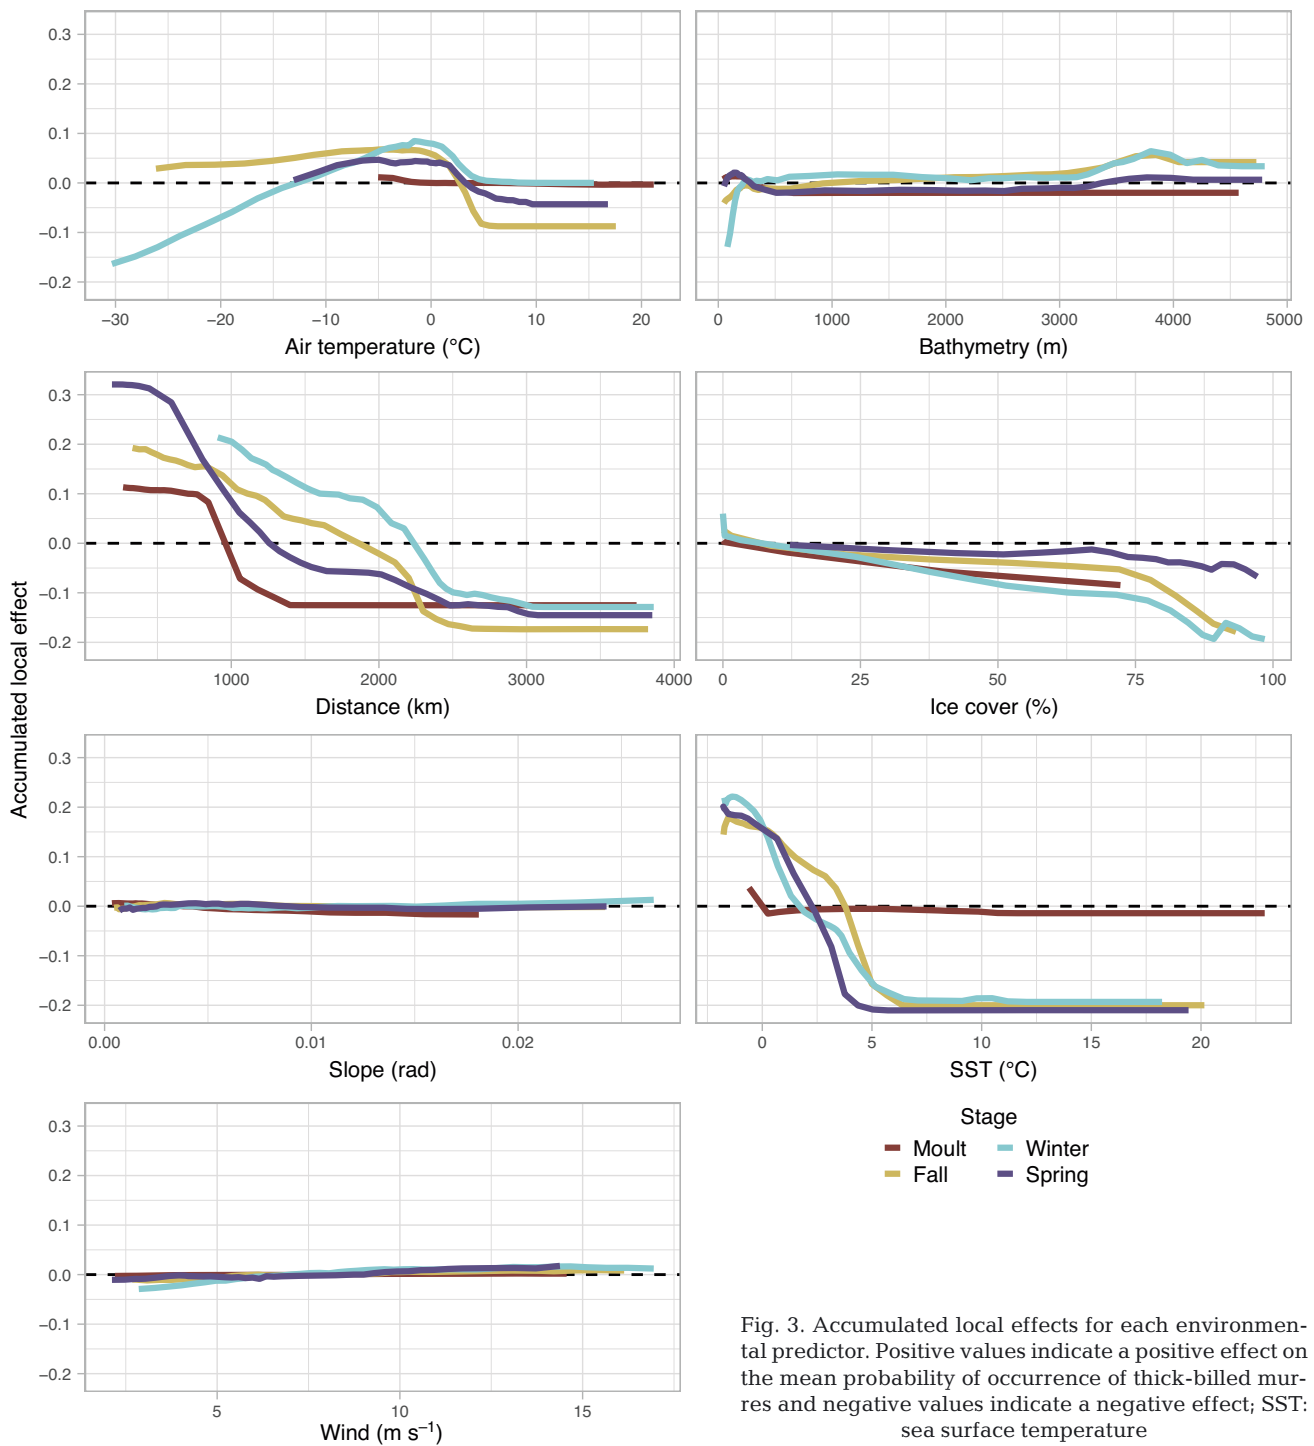 0.3
0.2
0.1
0.0
−0.1
−0.2
−30 −20 −10 0 10 20
Air temperature (°C)
0 1000 2000 3000 4000 5000
Bathymetry (m)
0.3
0.2
0.1
0.0
−0.1
−0.2
1000 2000 3000 4000
Distance (km)
0 25 50 75 100
Ice cover (%)
Accumulated local effect
0.3
0.2
0.1
0.0
−0.1
−0.2
0.00 0.01 0.02
Slope (rad)
0 5 10 15 20
SST (°C)
0.3
0.2
0.1
0.0
−0.1
−0.2
5 10 15
Wind (m s−1)
Stage
Moult Winter
Fall Spring
Fig. 3. Accumulated local effects for each environmen-
tal predictor. Positive values indicate a positive effect on
the mean probability of occurrence of thick-billed mur-
res and negative values indicate a negative effect; SST:
sea surface temperature